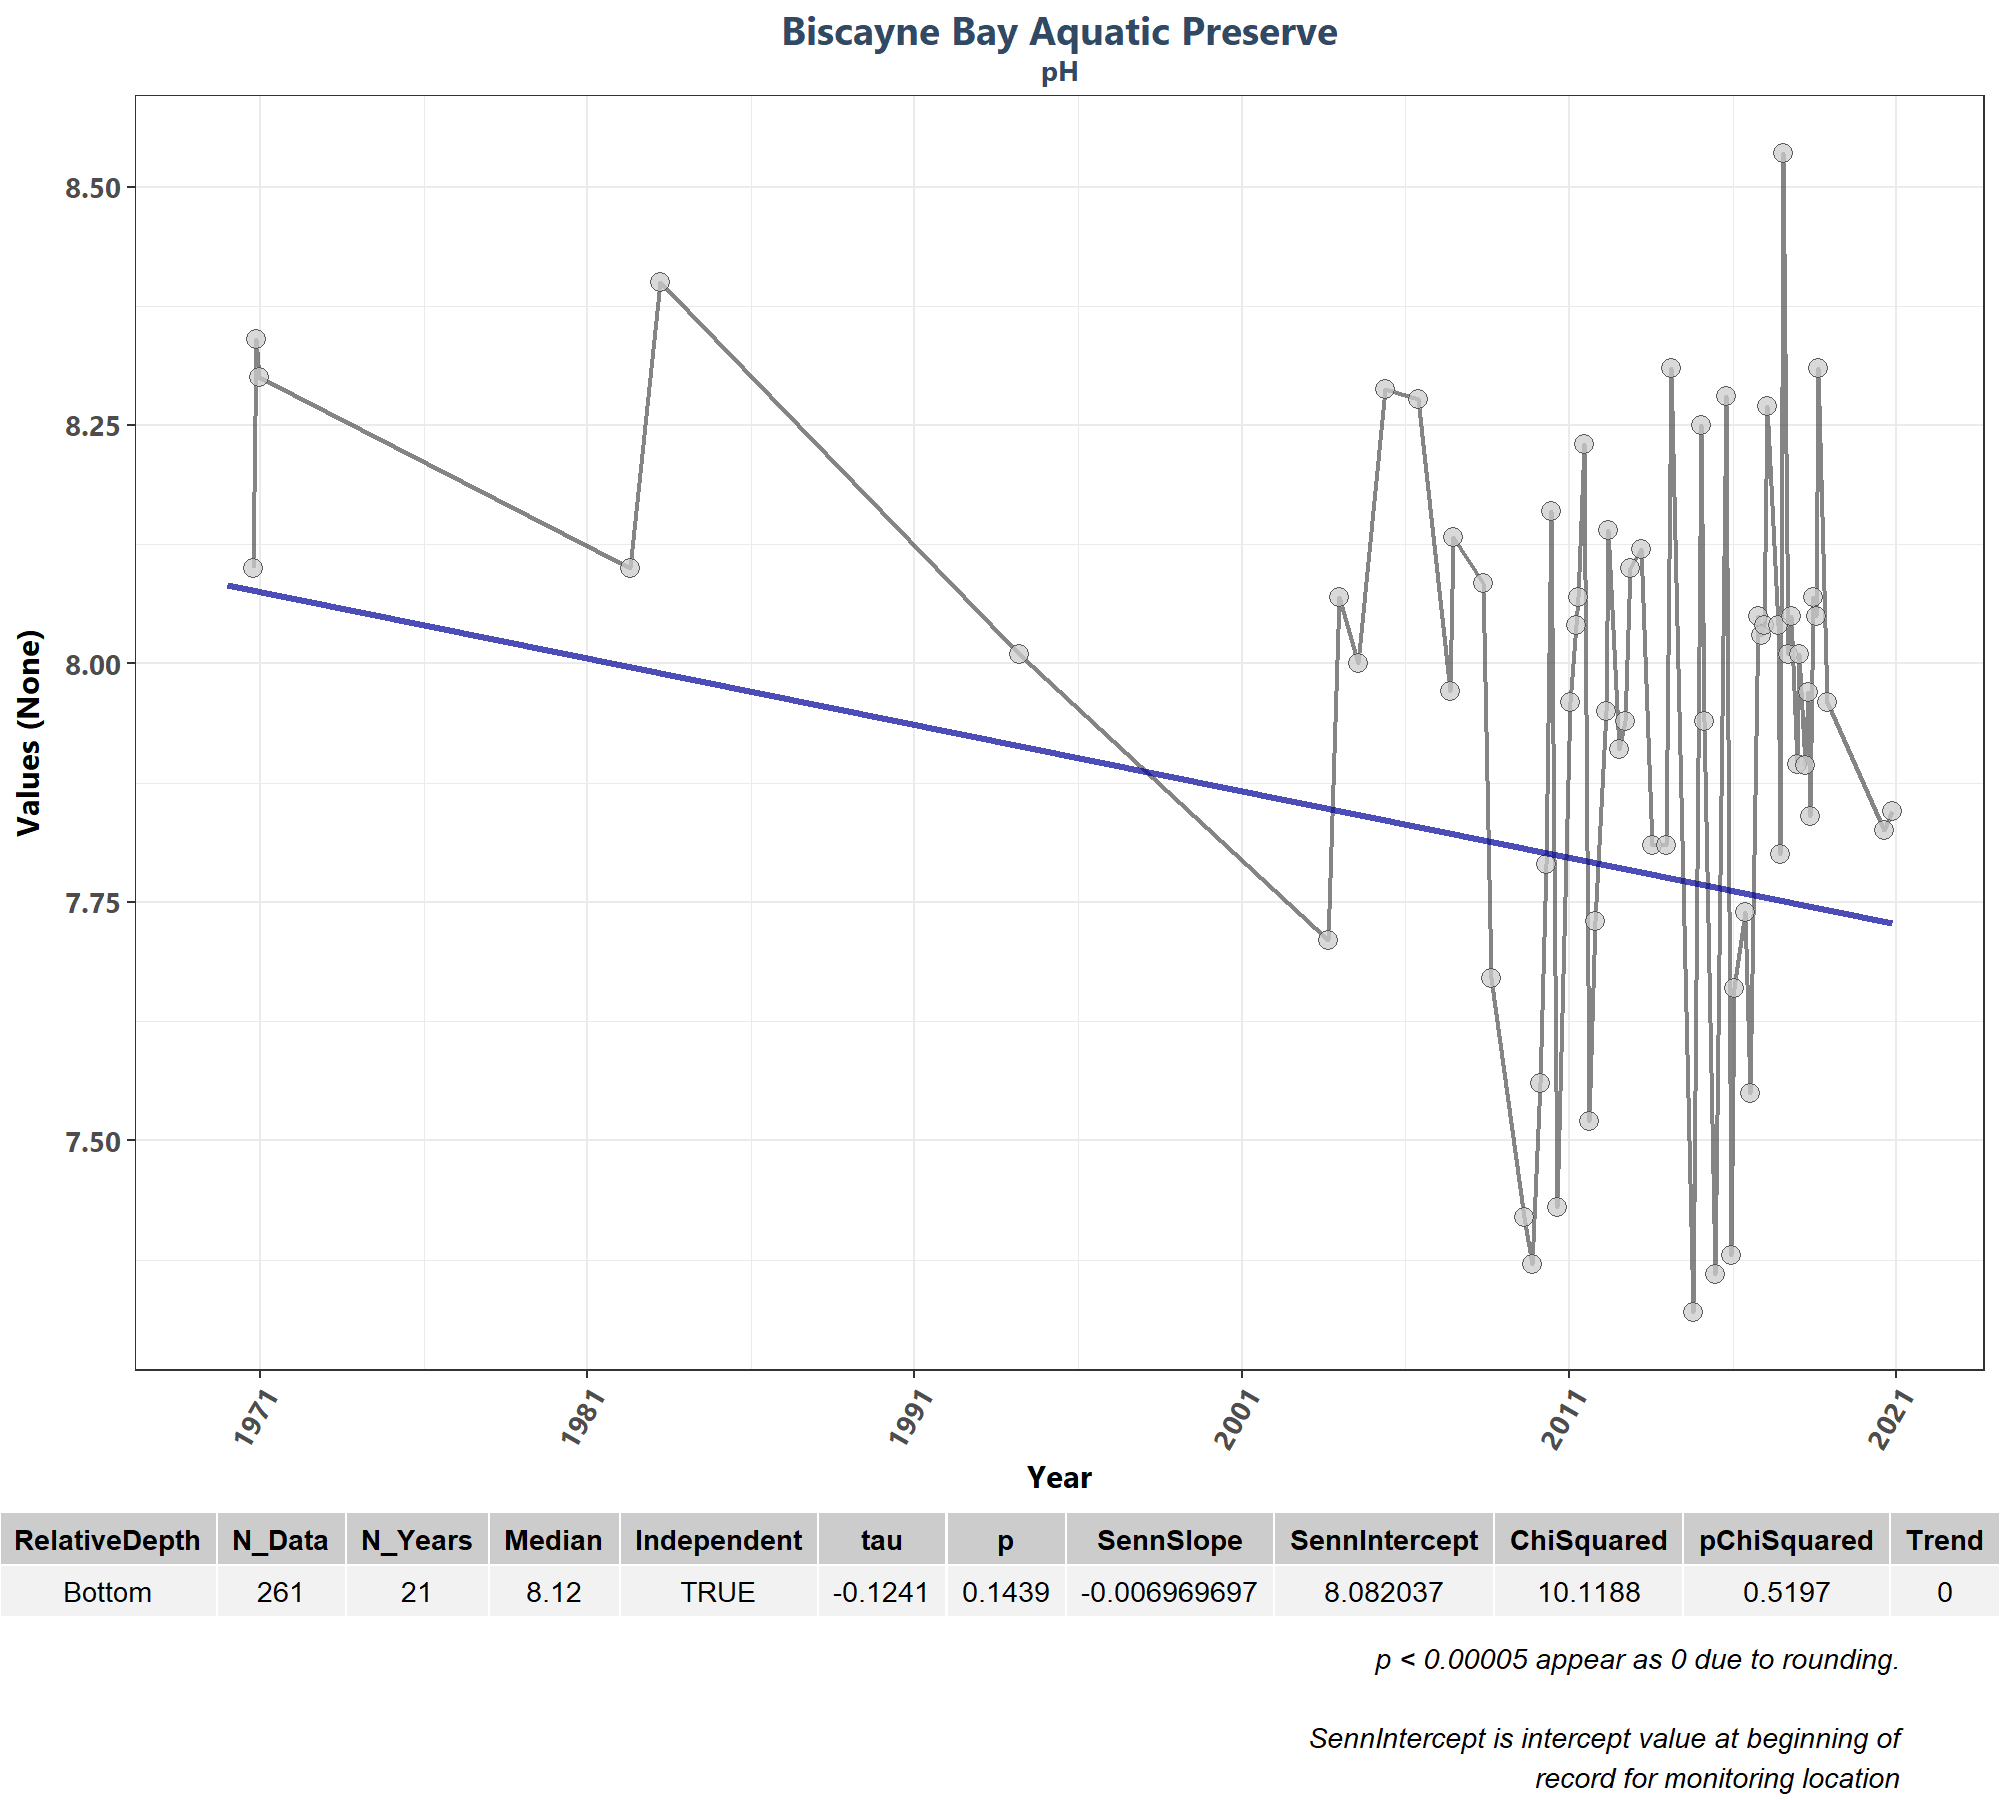 Biscayne Bay Aquatic Preserve
pH
8.50
8.25
8.00
7.75
7.50
Values (None)
1971 1981 1991 2001 2011 2021
Year
RelativeDepth N_Data N_Years Median Independent tau p SennSlope SennIntercept ChiSquared pChiSquared Trend
Bottom 261 21 8.12 TRUE -0.1241 0.1439 -0.006969697 8.082037 10.1188 0.5197 0
p < 0.00005 appear as 0 due to rounding.
SennIntercept is intercept value at beginning of
record for monitoring location